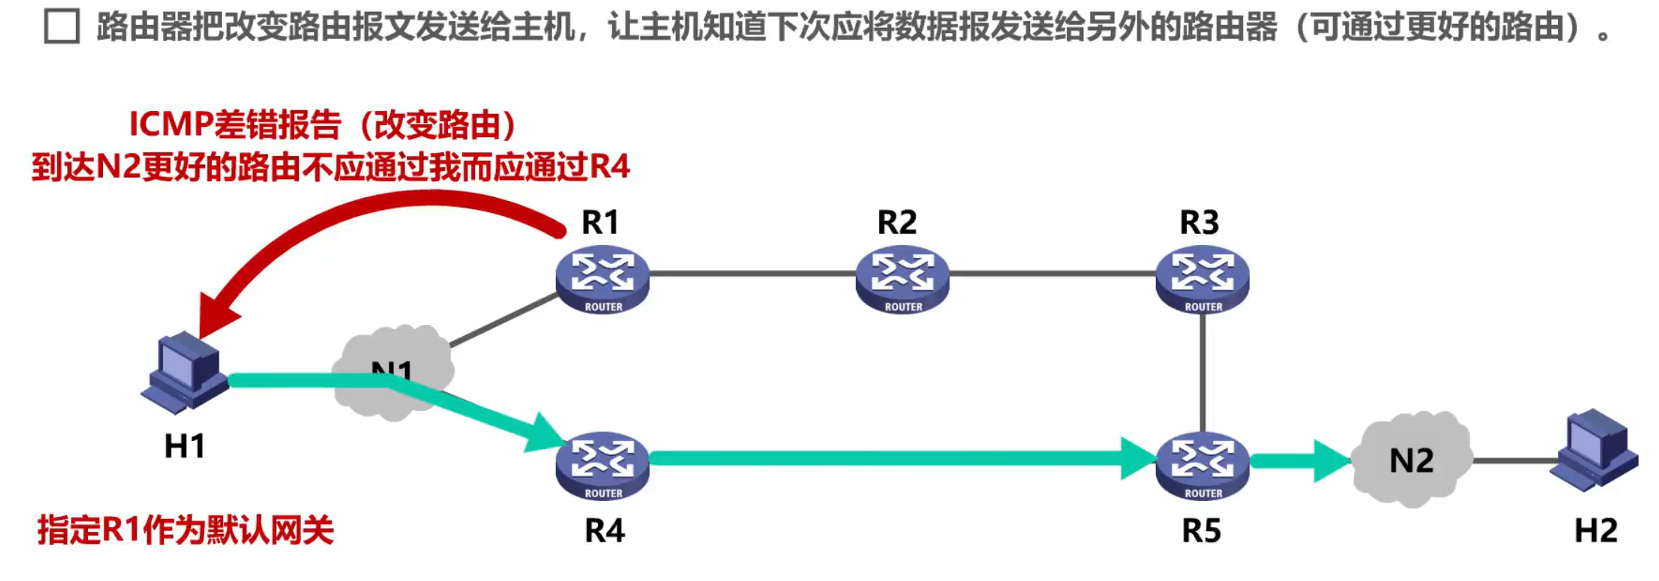 路由器把改变路由报文发送给主机，让主机知道下次应将数据报发送给另外的路由器（可通过更好的路由）。
ICMP差错报告（改变路由）
到达N2更好的路由不应通过我而应通过R4
R1
R2
R3
ROUTER
ROUTER
ROUTER
N1
H1
ROUTER
ROUTER
N2
指定R1作为默认网关
R4
R5
H2